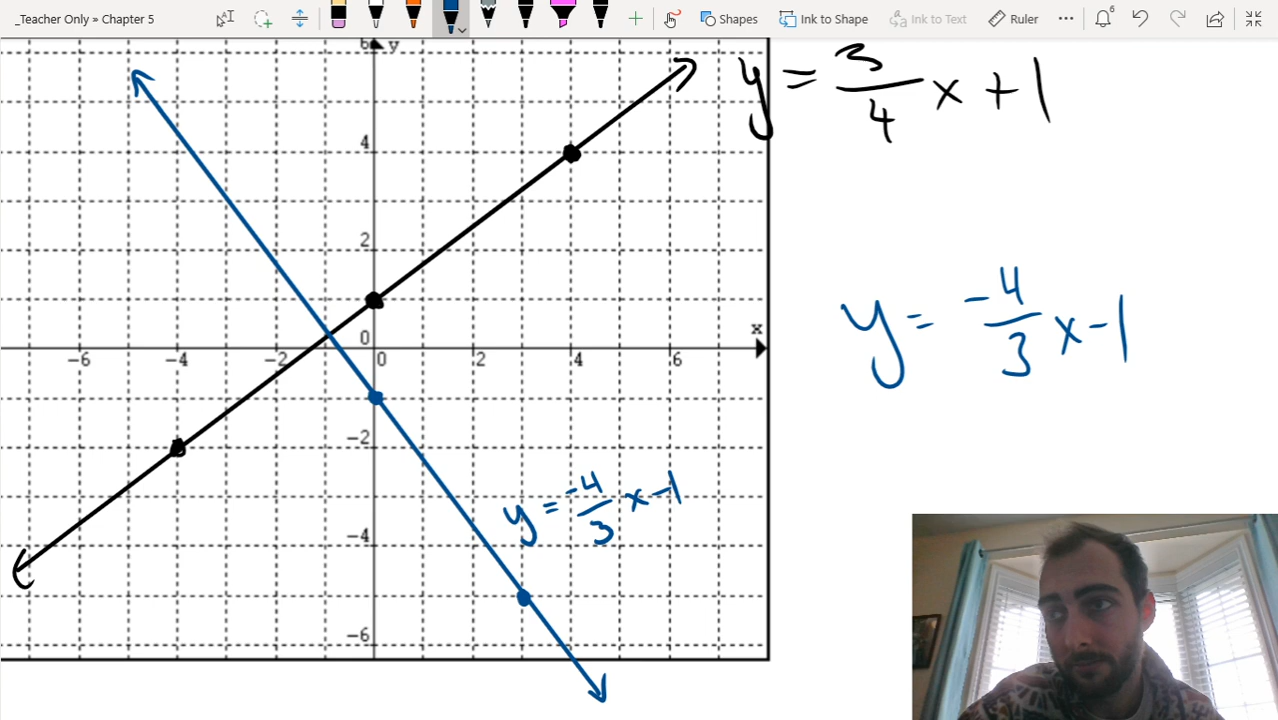 _Teacher Only » Chapter 5
Shapes
Ink to Shape
Ink to Text
Ruler
6
6 y
y = 3/4 x + 1
4
2
x
0
-6 -4 -2 0 2 4 6
y = -4/3 x - 1
-2
y = -4/3 x - 1
-4
-6